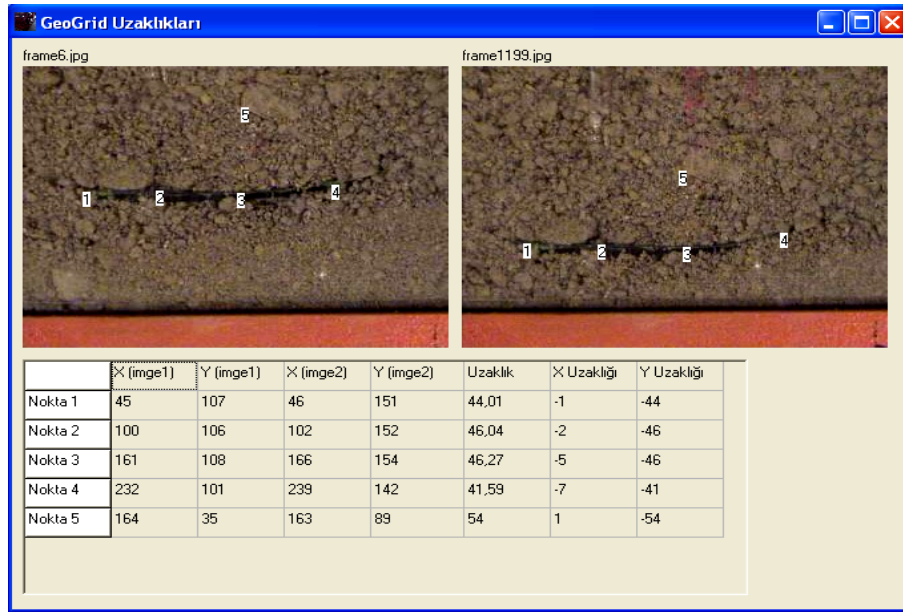 GeoGrid Uzaklıkları
frame6.jpg frame1199.jpg
5
1 2 3 4
5
1 2 3 4
X (imge1) Y (imge1) X (imge2) Y (imge2) Uzaklık X Uzaklığı Y Uzaklığı
Nokta 1 45 107 46 151 44,01 -1 -44
Nokta 2 100 106 102 152 46,04 -2 -46
Nokta 3 161 108 166 154 46,27 -5 -46
Nokta 4 232 101 239 142 41,59 -7 -41
Nokta 5 164 35 163 89 54 1 -54